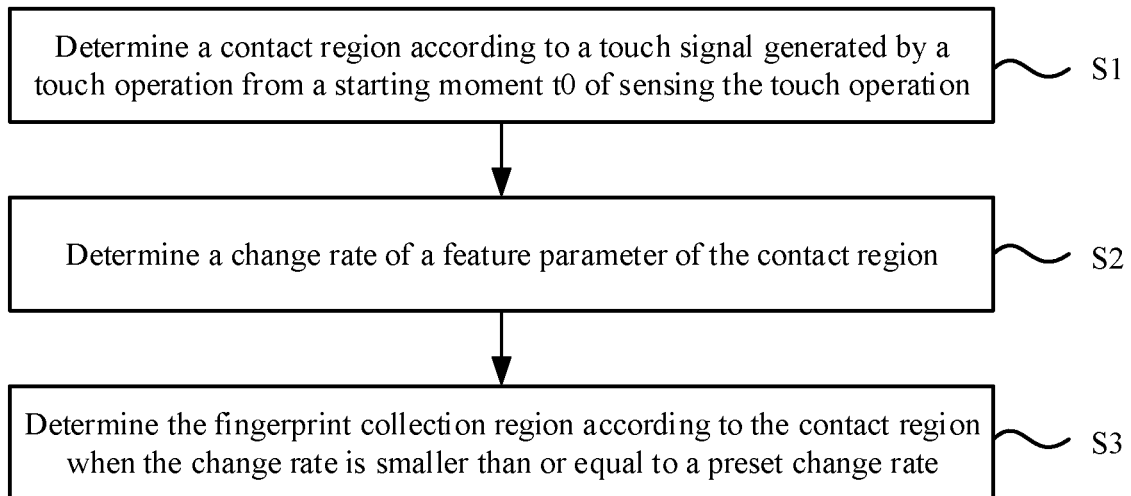 Determine a contact region according to a touch signal generated by a
touch operation from a starting moment t0 of sensing the touch operation
S1
Determine a change rate of a feature parameter of the contact region
S2
Determine the fingerprint collection region according to the contact region
when the change rate is smaller than or equal to a preset change rate
S3